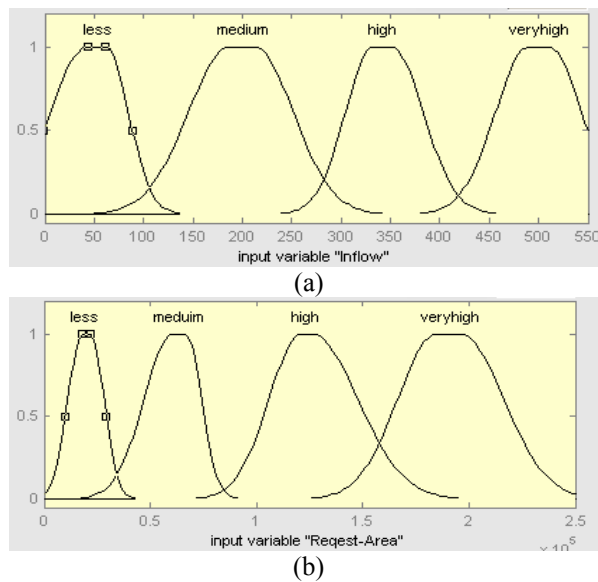 less medium high veryhigh
1
0.5
0
0 50 100 150 200 250 300 350 400 450 500 550
input variable "Inflow"
(a)
less meduim high veryhigh
1
0.5
0
0 0.5 1 1.5 2 2.5
input variable "Reqest-Area"
× 10^5
(b)